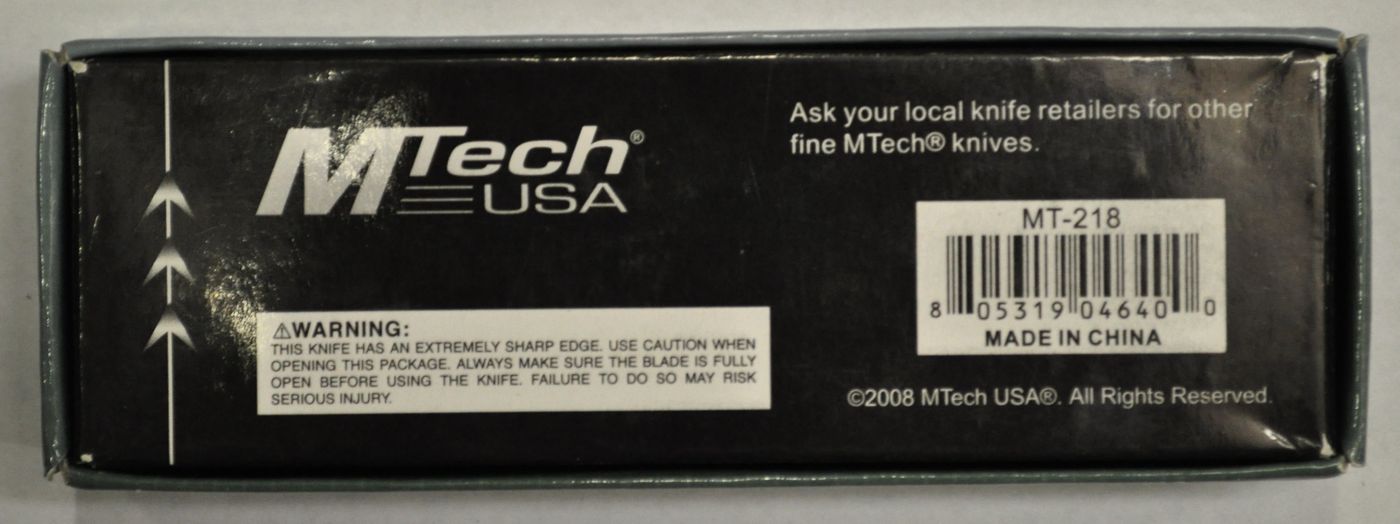 MTech®
USA
Ask your local knife retailers for other
fine MTech® knives.
MT-218
8 05319 04640 0
MADE IN CHINA
⚠WARNING:
THIS KNIFE HAS AN EXTREMELY SHARP EDGE. USE CAUTION WHEN
OPENING THIS PACKAGE. ALWAYS MAKE SURE THE BLADE IS FULLY
OPEN BEFORE USING THE KNIFE. FAILURE TO DO SO MAY RISK
SERIOUS INJURY.
©2008 MTech USA®. All Rights Reserved.